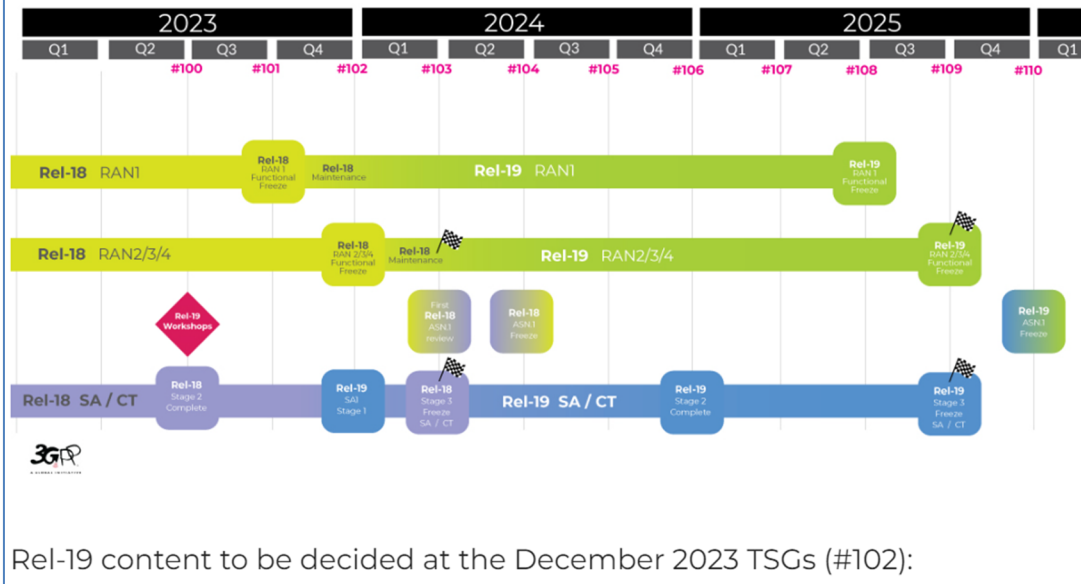 2023 2024 2025
Q1 Q2 Q3 Q4 Q1 Q2 Q3 Q4 Q1 Q2 Q3 Q4 Q1
#100 #101 #102 #103 #104 #105 #106 #107 #108 #109 #110
Rel-18 RAN1
Rel-18
RAN 1
Functional
Freeze
Rel-18
Maintenance
Rel-19 RAN1
Rel-19
RAN 1
Functional
Freeze
Rel-18 RAN2/3/4
Rel-18
RAN 2/3/4
Functional
Freeze
Rel-18
Maintenance
Rel-19 RAN2/3/4
Rel-19
RAN 2/3/4
Functional
Freeze
Rel-19
Workshops
First
Rel-18
ASN.1
review
Rel-18
ASN.1
Freeze
Rel-19
ASN.1
Freeze
Rel-18 SA / CT
Rel-18
Stage 2
Complete
Rel-19
SA1
Stage 1
Rel-18
Stage 3
Freeze
SA / CT
Rel-19 SA / CT
Rel-19
Stage 2
Complete
Rel-19
Stage 3
Freeze
SA / CT
3GPP
A GLOBAL INITIATIVE
Rel-19 content to be decided at the December 2023 TSGs (#102):